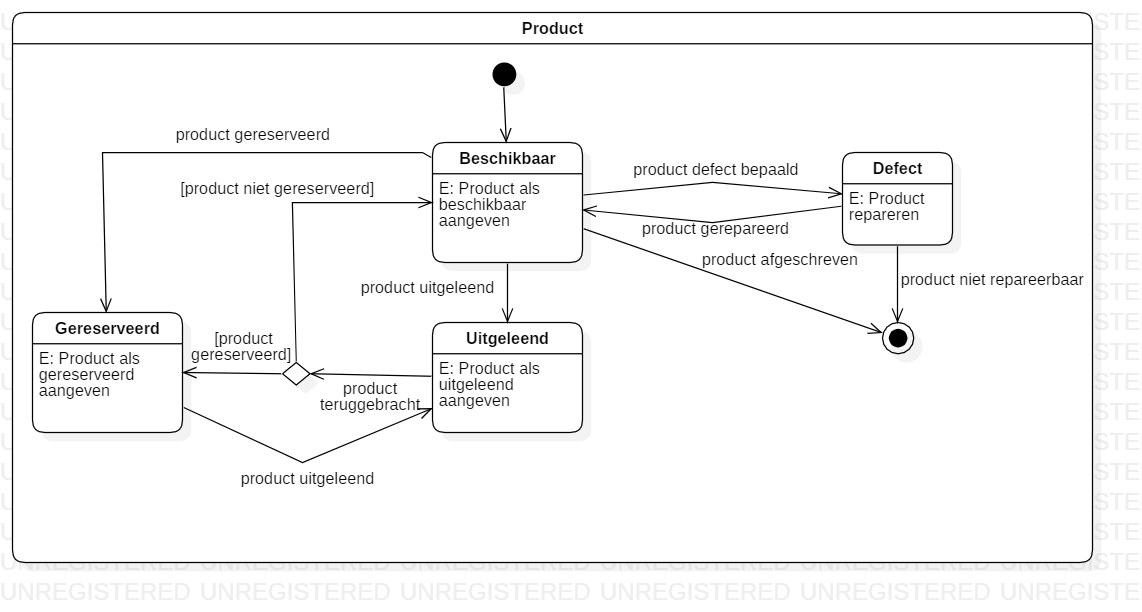 Product
product gereserveerd
Beschikbaar
E: Product als
beschikbaar
aangeven
[product niet gereserveerd]
product defect bepaald
Defect
E: Product
repareren
product gerepareerd
product afgeschreven
product niet repareerbaar
product uitgeleend
Gereserveerd
E: Product als
gereserveerd
aangeven
[product
gereserveerd]
Uitgeleend
E: Product als
uitgeleend
aangeven
product
teruggebracht
product uitgeleend
UNREGISTERED UNREGISTERED UNREGISTERED UNREGISTERED UNREGISTERED UNREGISTE